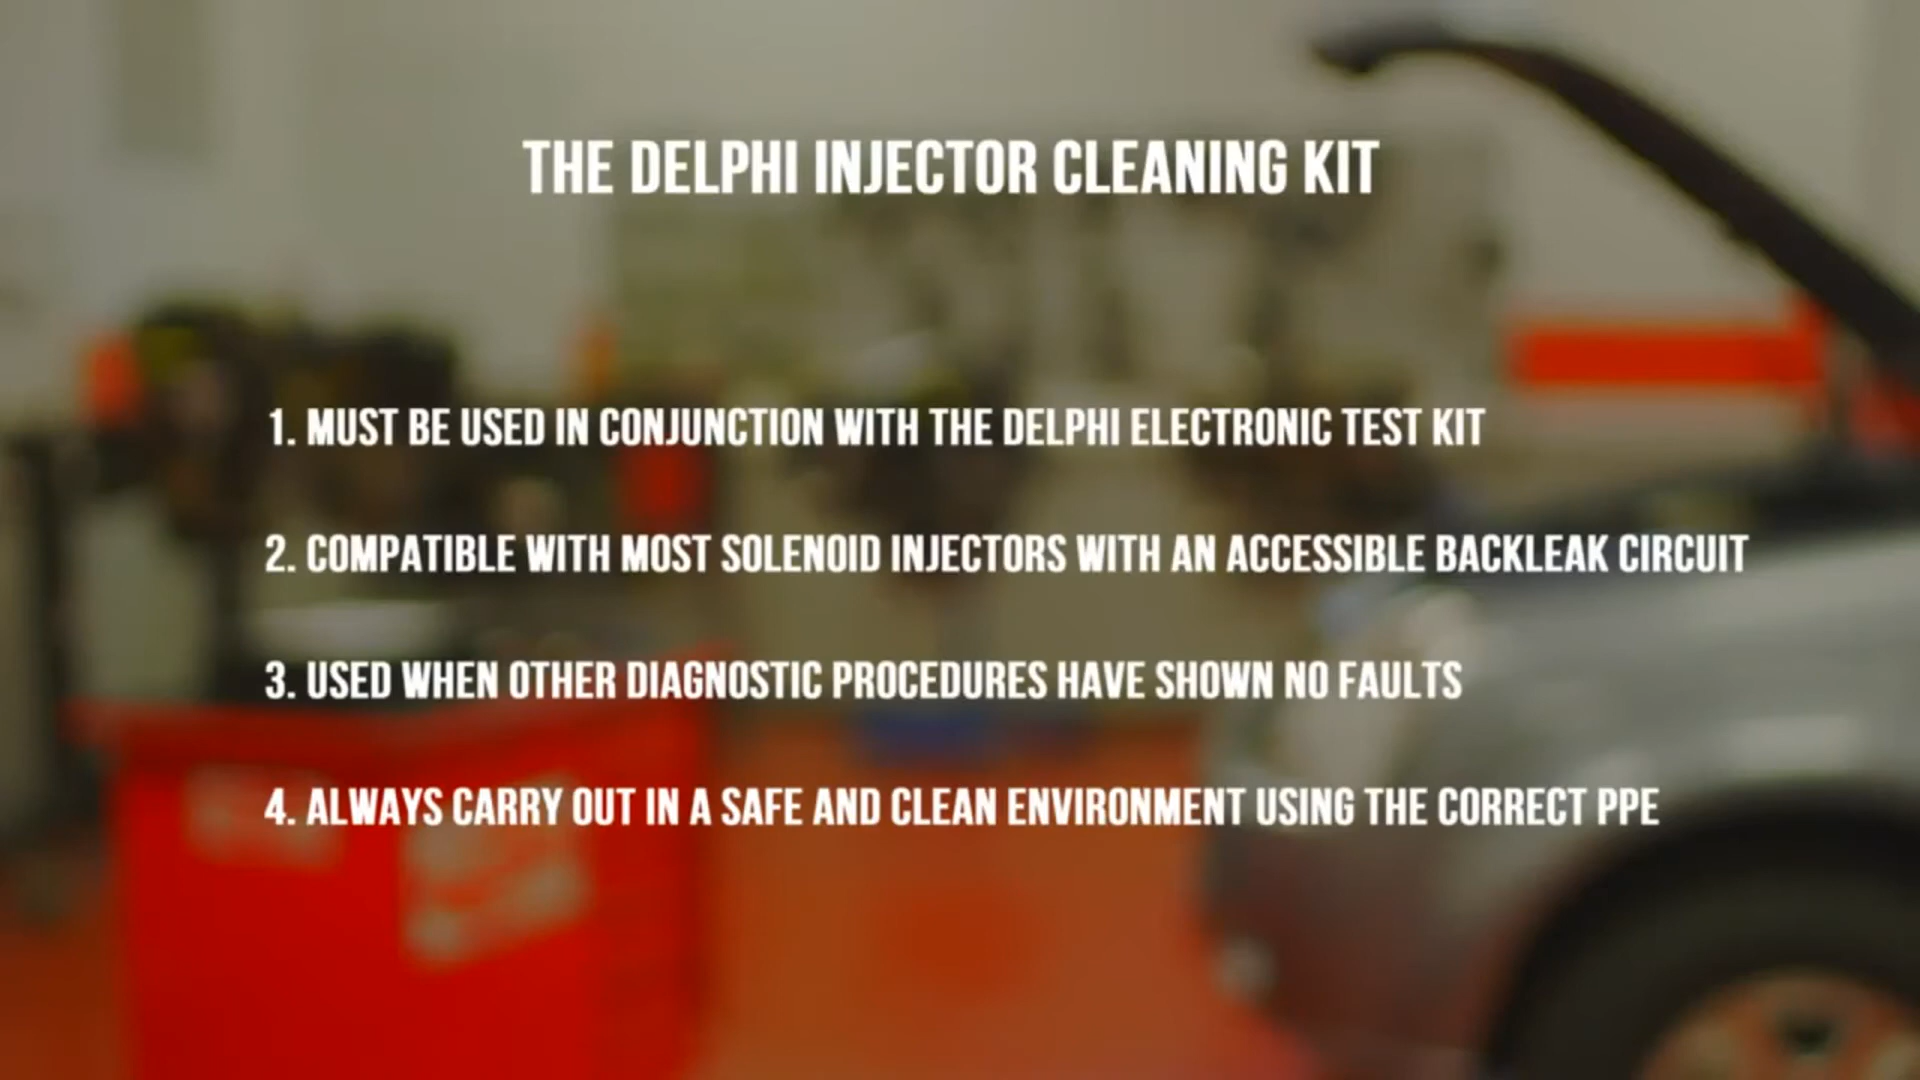 THE DELPHI INJECTOR CLEANING KIT
1. MUST BE USED IN CONJUNCTION WITH THE DELPHI ELECTRONIC TEST KIT
2. COMPATIBLE WITH MOST SOLENOID INJECTORS WITH AN ACCESSIBLE BACKLEAK CIRCUIT
3. USED WHEN OTHER DIAGNOSTIC PROCEDURES HAVE SHOWN NO FAULTS
4. ALWAYS CARRY OUT IN A SAFE AND CLEAN ENVIRONMENT USING THE CORRECT PPE